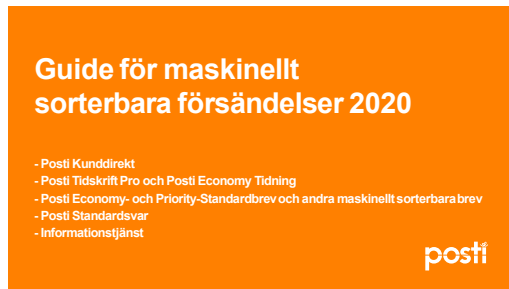 Guide för maskinellt
sorterbara försändelser 2020
- Posti Kunddirekt
- Posti Tidskrift Pro och Posti Economy Tidning
- Posti Economy- och Priority-Standardbrev och andra maskinellt sorterbara brev
- Posti Standardsvar
- Informationstjänst
posti